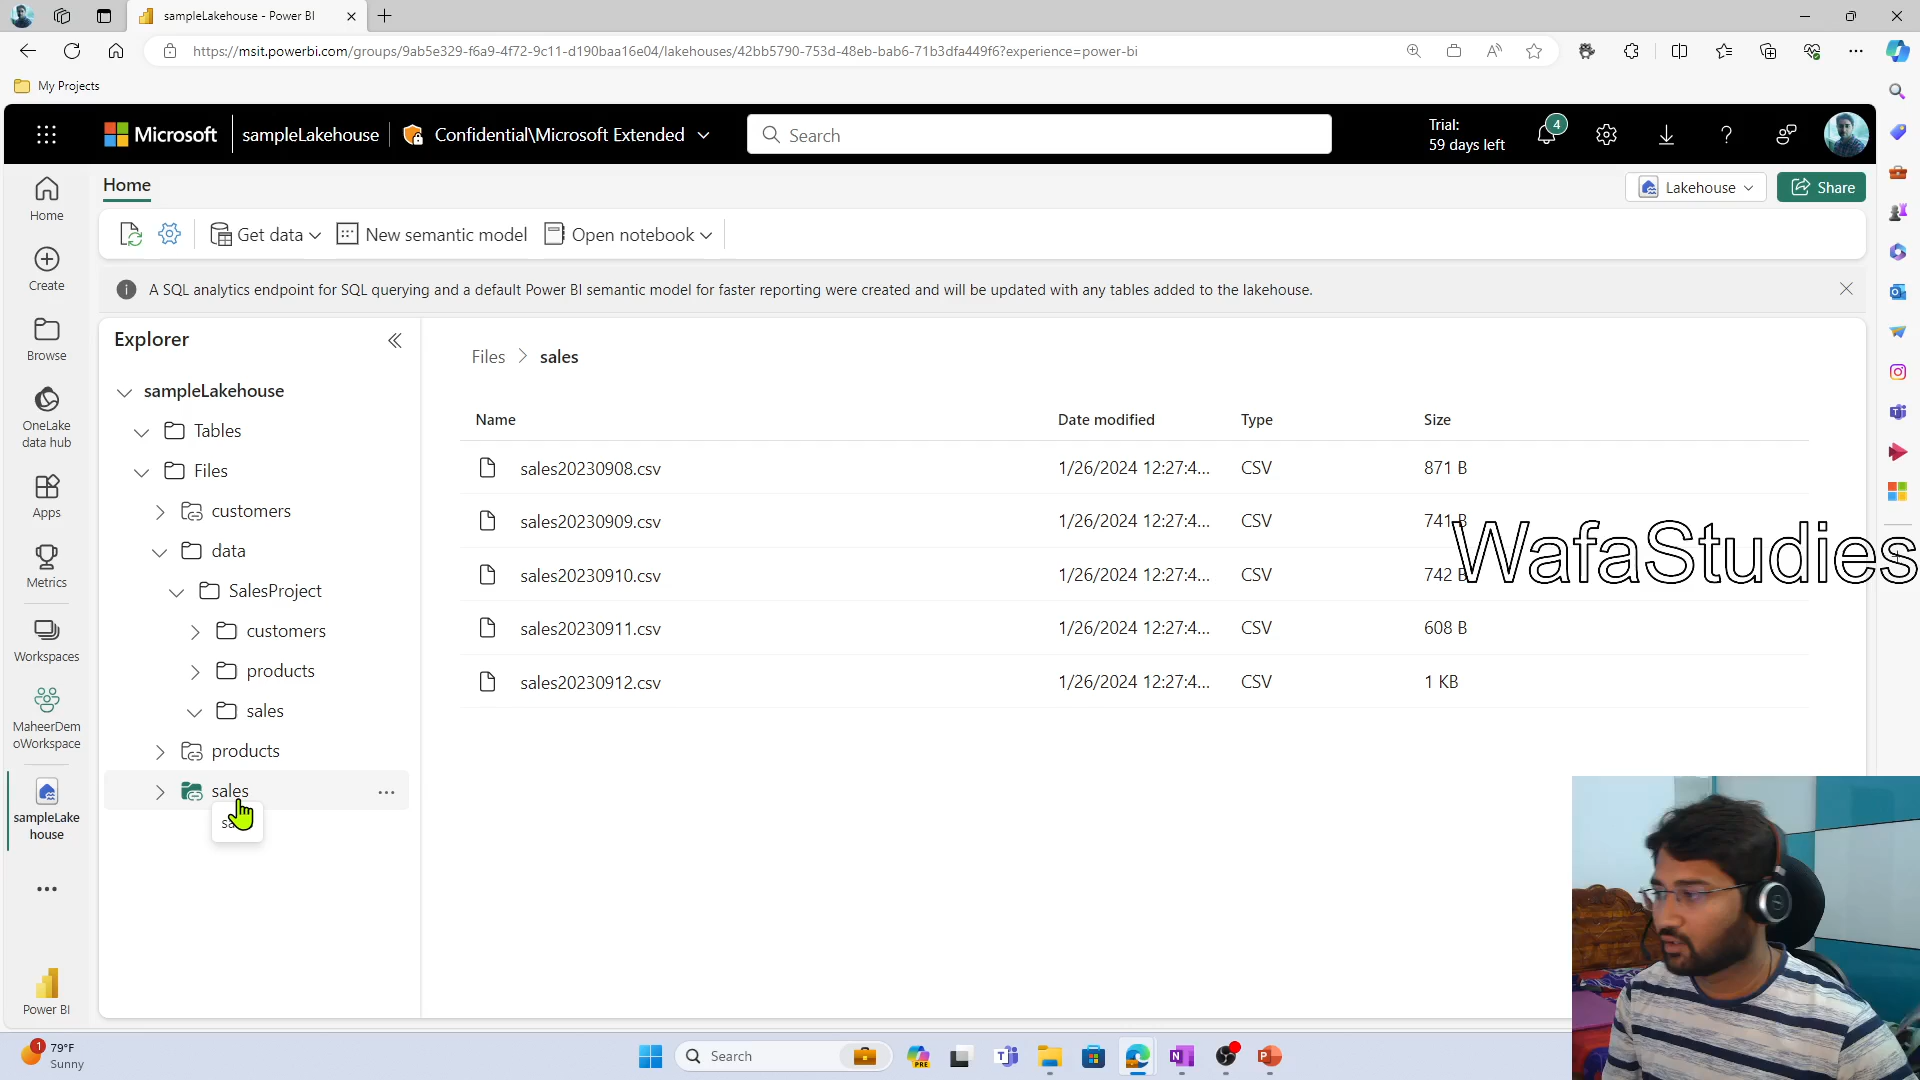 sampleLakehouse - Power BI
https://msit.powerbi.com/groups/9ab5e329-f6a9-4f72-9c11-d190baa16e04/lakehouses/42bb5790-753d-48eb-bab6-71b3dfa449f6?experience=power-bi
My Projects
Microsoft
sampleLakehouse
Confidential\Microsoft Extended
Search
Trial:
59 days left
4
Home
Lakehouse
Share
Get data
New semantic model
Open notebook
A SQL analytics endpoint for SQL querying and a default Power BI semantic model for faster reporting were created and will be updated with any tables added to the lakehouse.
Home
Create
Browse
OneLake
data hub
Apps
Metrics
Workspaces
MaheerDem
oWorkspace
sampleLake
house
Power BI
Explorer
sampleLakehouse
Tables
Files
customers
data
SalesProject
customers
products
sales
products
sales
Files > sales
Name Date modified Type Size
sales20230908.csv 1/26/2024 12:27:4... CSV 871 B
sales20230909.csv 1/26/2024 12:27:4... CSV 741 B
sales20230910.csv 1/26/2024 12:27:4... CSV 742 B
sales20230911.csv 1/26/2024 12:27:4... CSV 608 B
sales20230912.csv 1/26/2024 12:27:4... CSV 1 KB
WafaStudies
1
79°F
Sunny
Search
PRE